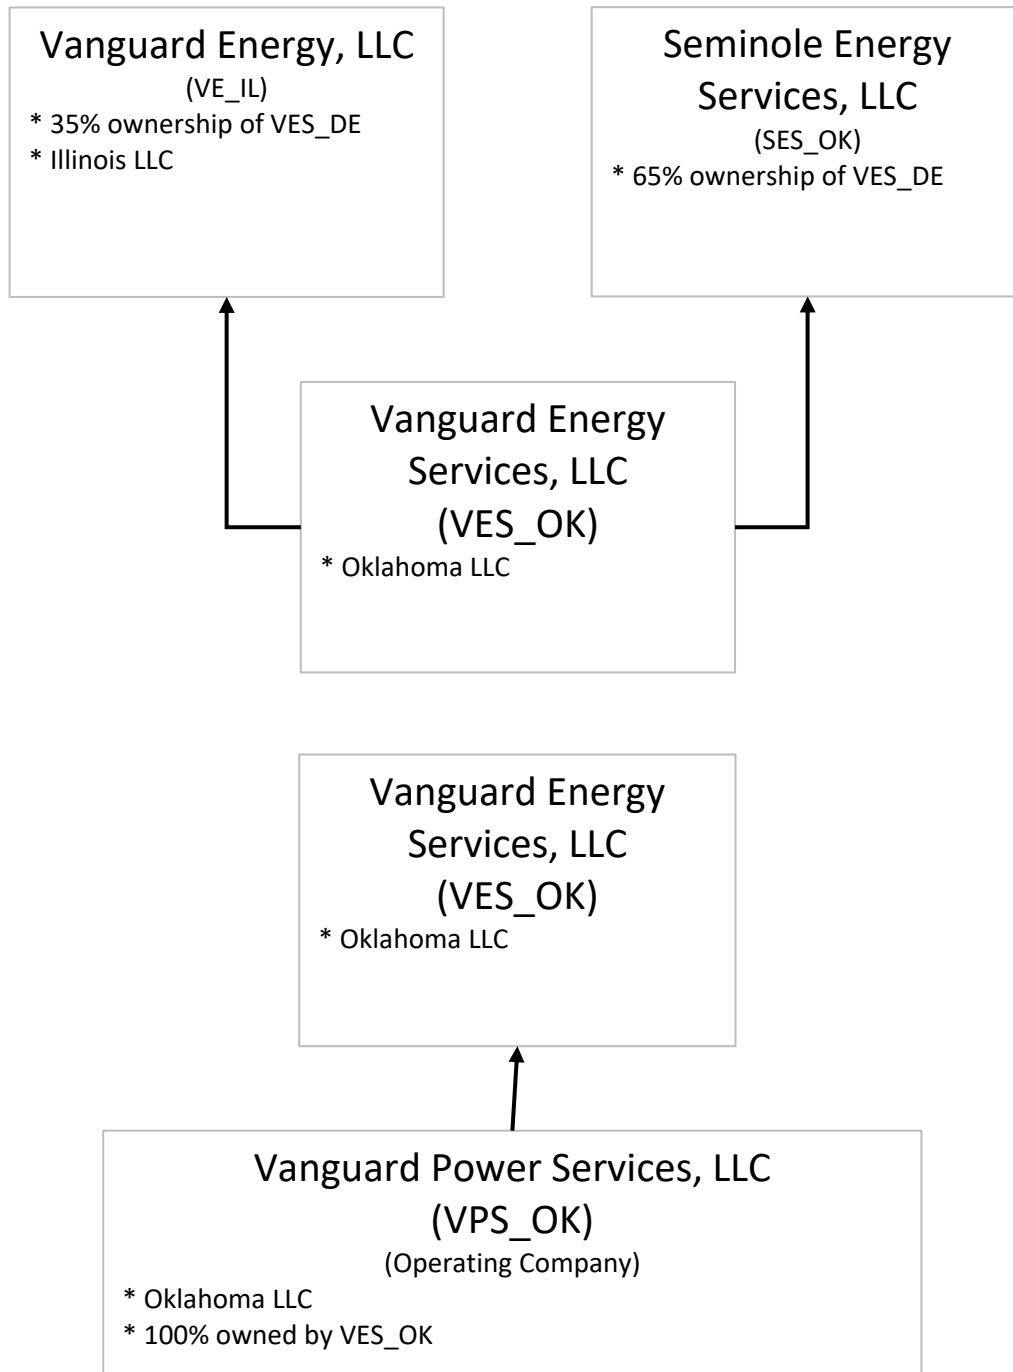 Vanguard Energy, LLC
(VE_IL)
* 35% ownership of VES_DE
* Illinois LLC
Seminole Energy
Services, LLC
(SES_OK)
* 65% ownership of VES_DE
Vanguard Energy
Services, LLC
(VES_OK)
* Oklahoma LLC
Vanguard Energy
Services, LLC
(VES_OK)
* Oklahoma LLC
Vanguard Power Services, LLC
(VPS_OK)
(Operating Company)
* Oklahoma LLC
* 100% owned by VES_OK